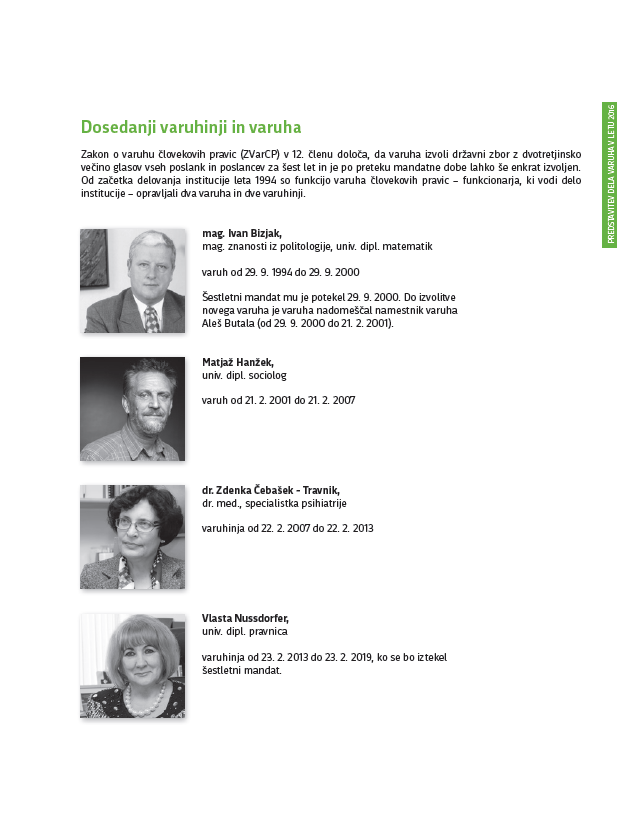 Dosedanji varuhinji in varuha
PREDSTAVITEV DELA VARUHA V LETU 2016
Zakon o varuhu človekovih pravic (ZVarCP) v 12. členu določa, da varuha izvoli državni zbor z dvotretjinsko
večino glasov vseh poslank in poslancev za šest let in je po preteku mandatne dobe lahko še enkrat izvoljen.
Od začetka delovanja institucije leta 1994 so funkcijo varuha človekovih pravic – funkcionarja, ki vodi delo
institucije – opravljali dva varuha in dve varuhinji.
mag. Ivan Bizjak,
mag. znanosti iz politologije, univ. dipl. matematik
varuh od 29. 9. 1994 do 29. 9. 2000
Šestletni mandat mu je potekel 29. 9. 2000. Do izvolitve
novega varuha je varuha nadomeščal namestnik varuha
Aleš Butala (od 29. 9. 2000 do 21. 2. 2001).
Matjaž Hanžek,
univ. dipl. sociolog
varuh od 21. 2. 2001 do 21. 2. 2007
dr. Zdenka Čebašek - Travnik,
dr. med., specialistka psihiatrije
varuhinja od 22. 2. 2007 do 22. 2. 2013
Vlasta Nussdorfer,
univ. dipl. pravnica
varuhinja od 23. 2. 2013 do 23. 2. 2019, ko se bo iztekel
šestletni mandat.